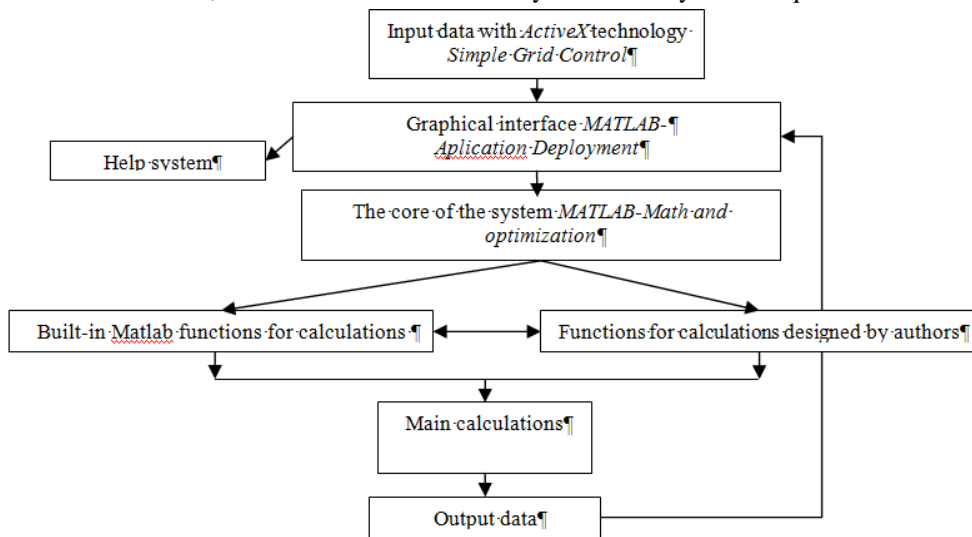 Input data with ActiveX technology
Simple Grid Control¶
Graphical interface MATLAB-¶
Aplication Deployment¶
Help system¶
The core of the system MATLAB-Math and
optimization¶
Built-in Matlab functions for calculations ¶
Functions for calculations designed by authors¶
Main calculations¶
Output data¶